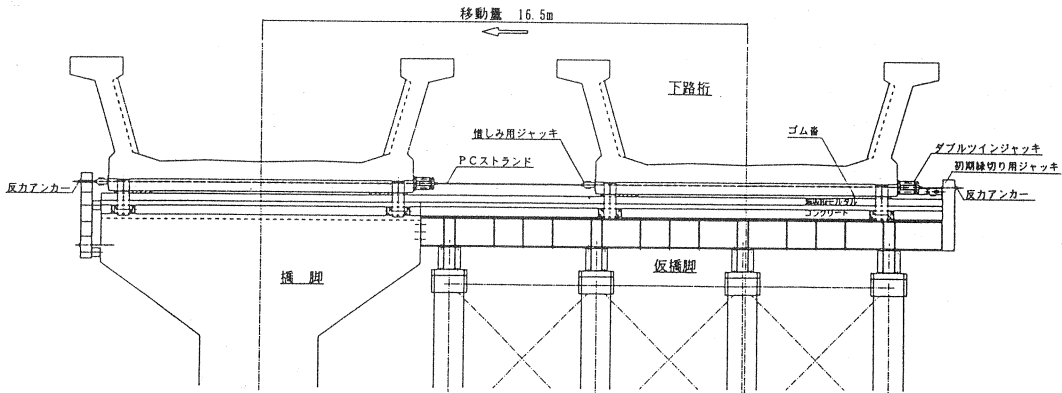 移動量 16.5m
下路桁
惜しみ用ジャッキ
ゴム沓
ダブルツインジャッキ
PCストランド
初期縁切り用ジャッキ
反力アンカー
反力アンカー
コンクリート
橋脚
仮橋脚